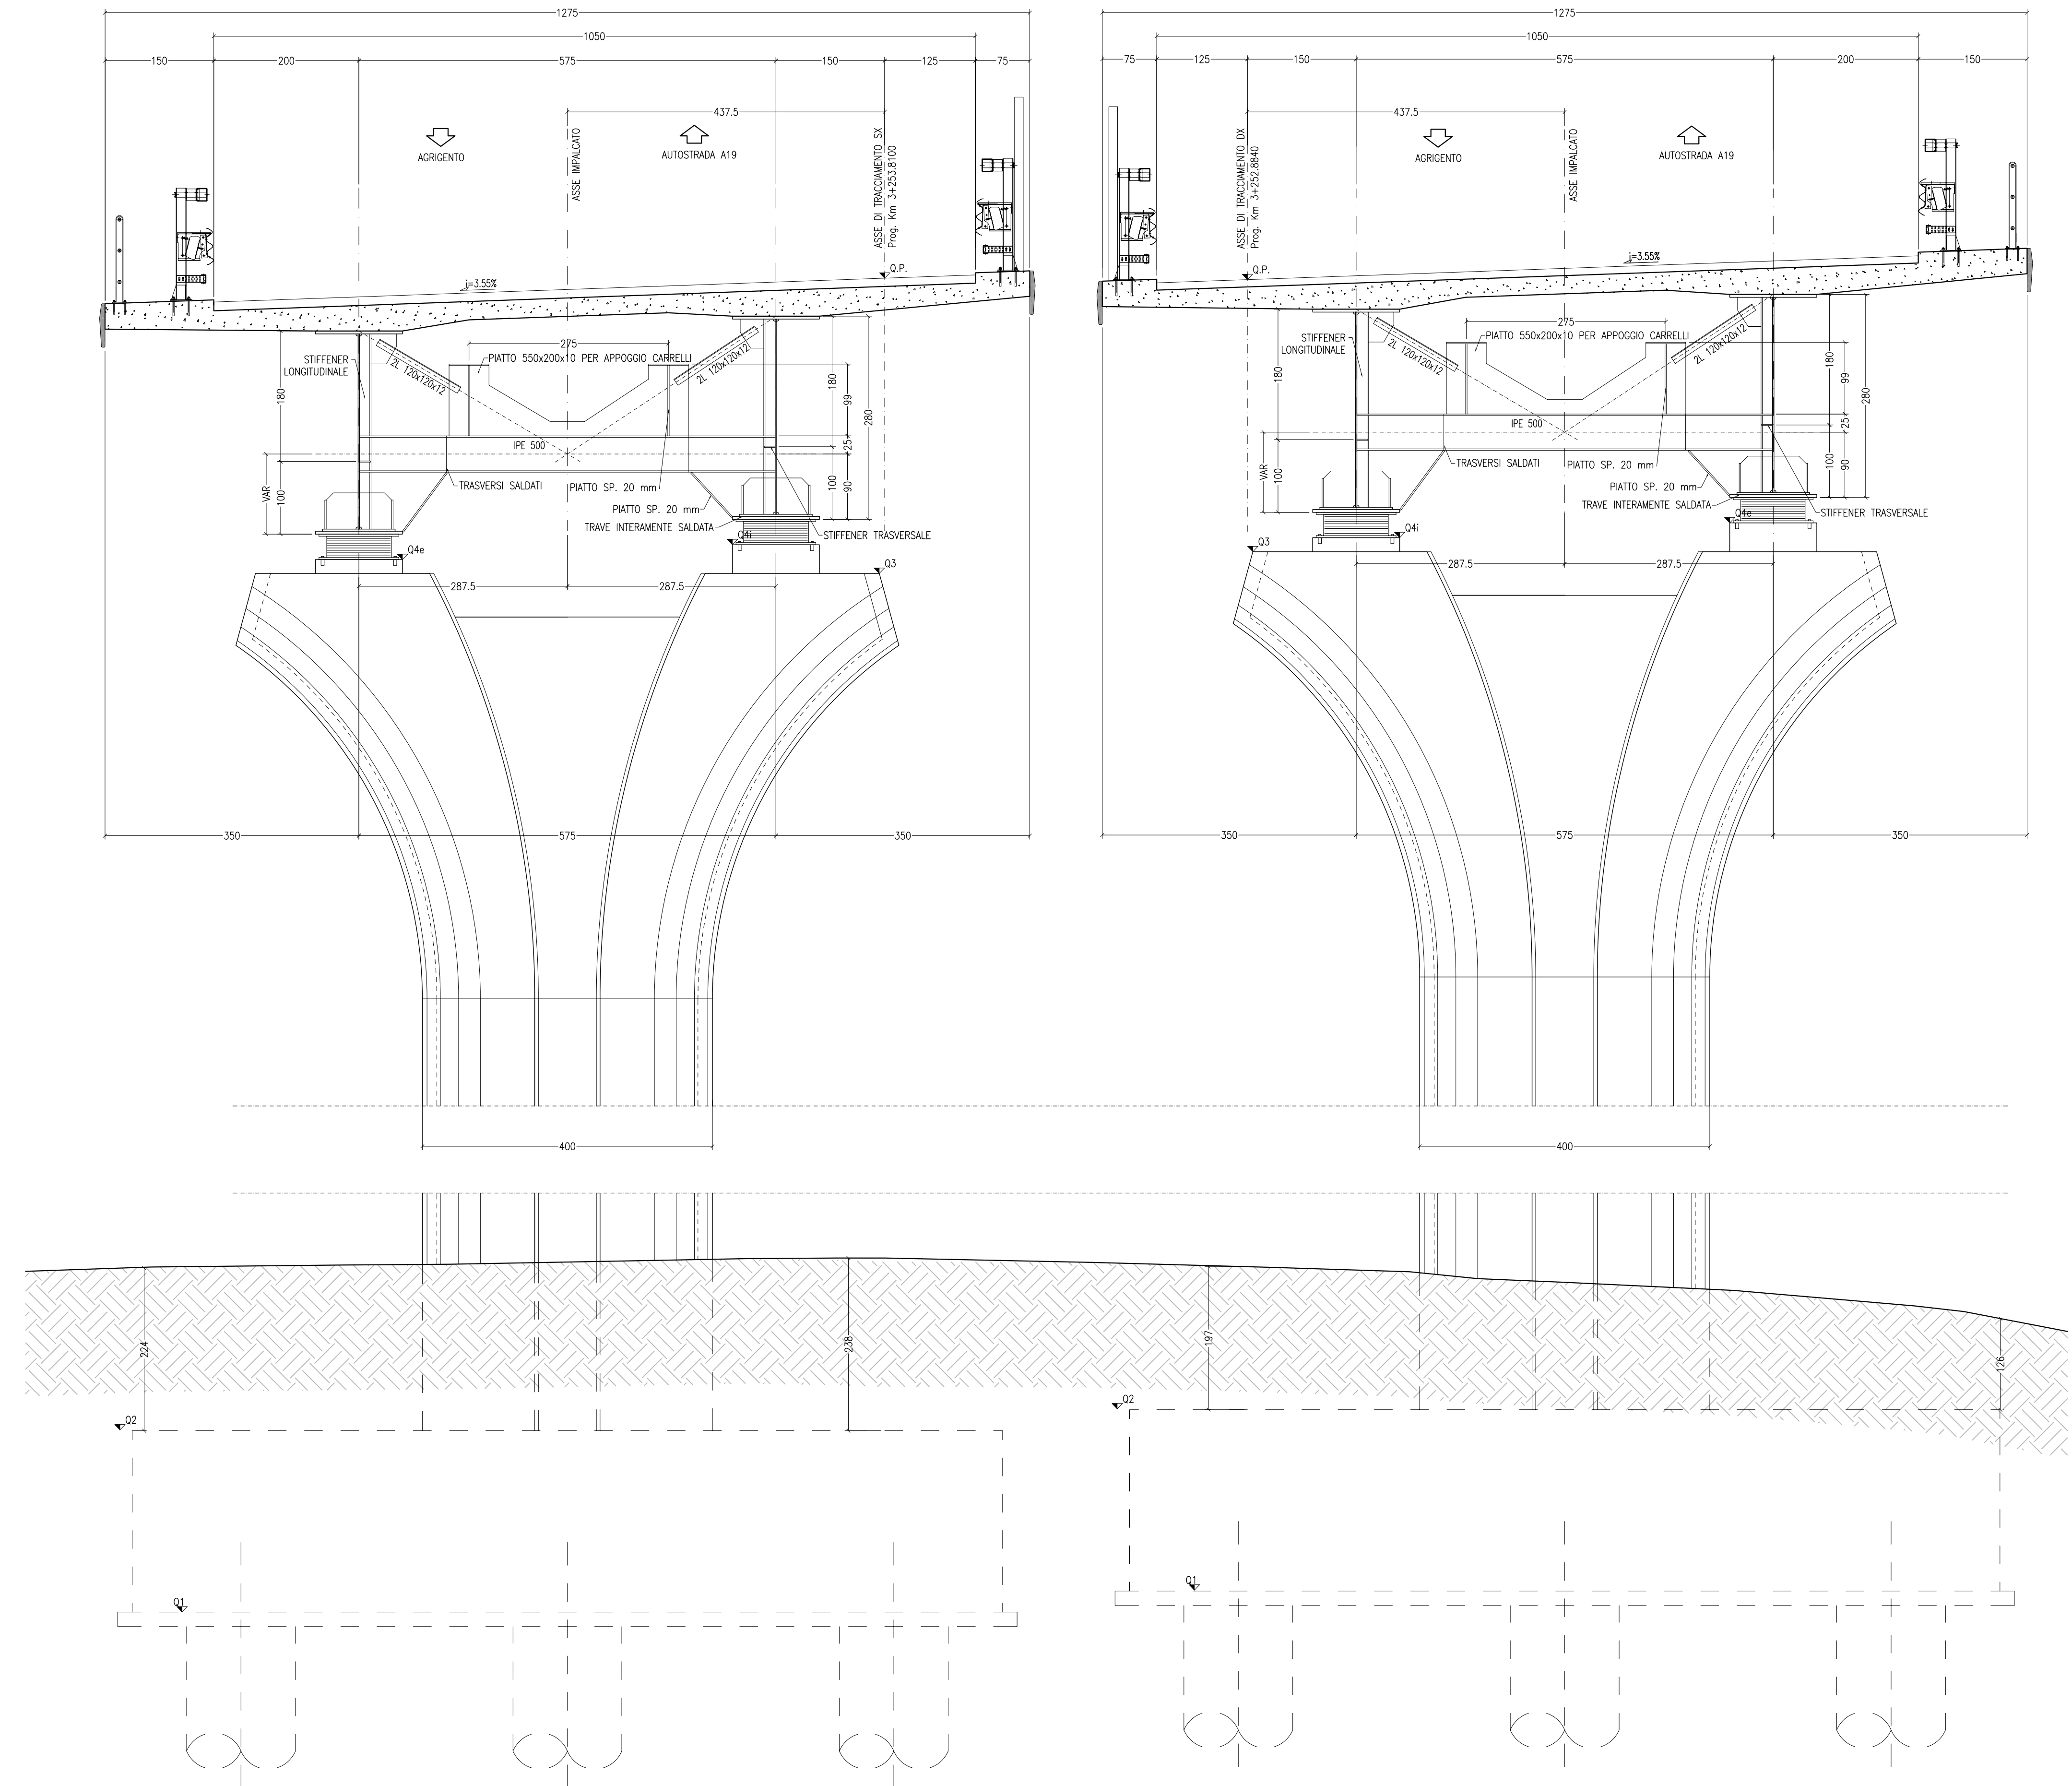 1275
1050
150
200
575
150
125
75
437.5
AGRIGENTO
ASSE IMPALCATO
AUTOSTRADA A19
ASSE DI TRACCIAMENTO SX
Prog. Km 3+253.8100
Q.P.
j=3.55%
STIFFENER
LONGITUDINALE
2L 120x120x12
275
PIATTO 550x200x10 PER APPOGGIO CARRELLI
2L 120x120x12
180
180
99
280
IPE 500
25
VAR
100
TRASVERSI SALDATI
PIATTO SP. 20 mm
100
90
PIATTO SP. 20 mm
TRAVE INTERAMENTE SALDATA
STIFFENER TRASVERSALE
Q4e
Q4i
Q3
287.5
287.5
350
575
350
400
224
238
Q2
Q1
1275
1050
75
125
150
575
200
150
437.5
ASSE DI TRACCIAMENTO DX
Prog. Km 3+252.8840
AGRIGENTO
ASSE IMPALCATO
AUTOSTRADA A19
Q.P.
j=3.55%
STIFFENER
LONGITUDINALE
2L 120x120x12
275
PIATTO 550x200x10 PER APPOGGIO CARRELLI
2L 120x120x12
180
180
99
280
IPE 500
25
VAR
100
TRASVERSI SALDATI
PIATTO SP. 20 mm
100
90
PIATTO SP. 20 mm
TRAVE INTERAMENTE SALDATA
STIFFENER TRASVERSALE
Q4i
Q4e
Q3
287.5
287.5
350
575
350
400
197
126
Q2
Q1